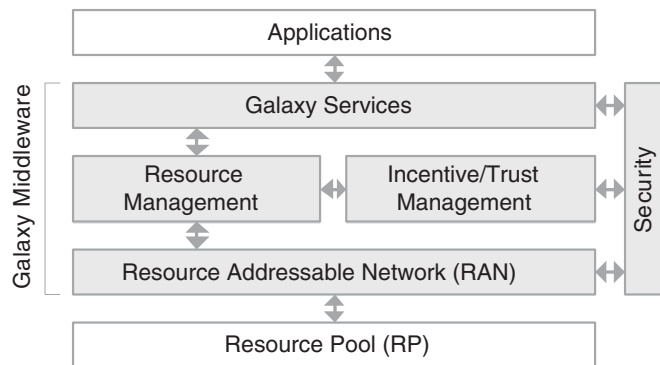 Applications
Galaxy Middleware
Galaxy Services
Resource
Management
Incentive/Trust
Management
Security
Resource Addressable Network (RAN)
Resource Pool (RP)